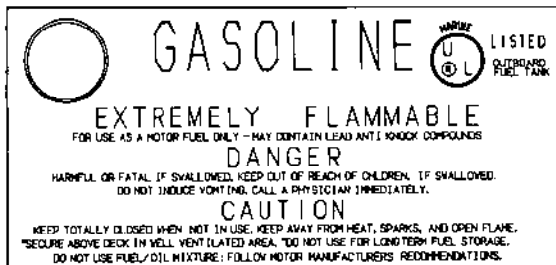 GASOLINE
MARINE
U L ®
LISTED
OUTBOARD
FUEL TANK
EXTREMELY FLAMMABLE
FOR USE AS A MOTOR FUEL ONLY - MAY CONTAIN LEAD ANTI KNOCK COMPOUNDS
DANGER
HARMFUL OR FATAL IF SWALLOWED. KEEP OUT OF REACH OF CHILDREN. IF SWALLOWED.
DO NOT INDUCE VOMITING. CALL A PHYSICIAN IMMEDIATELY.
CAUTION
KEEP TOTALLY CLOSED WHEN NOT IN USE. KEEP AWAY FROM HEAT, SPARKS, AND OPEN FLAME.
"SECURE ABOVE DECK IN WELL VENTILATED AREA. "DO NOT USE FOR LONG TERM FUEL STORAGE.
DO NOT USE FUEL/OIL MIXTURE: FOLLOW MOTOR MANUFACTURERS RECOMMENDATIONS.